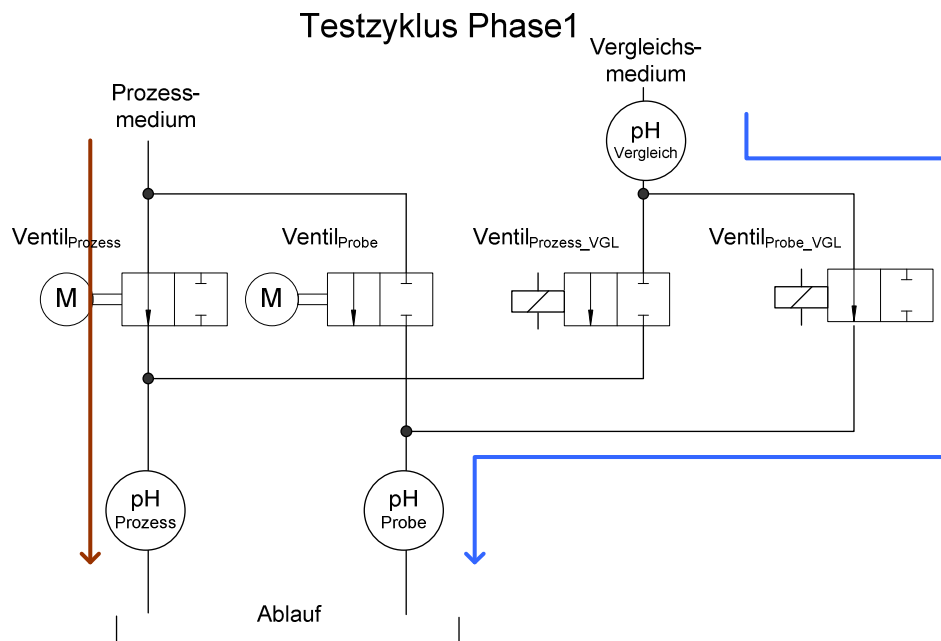 Testzyklus Phase1
Vergleichs-
medium
Prozess-
medium
pH
Vergleich
VentilProzess
VentilProbe
VentilProzess_VGL
VentilProbe_VGL
M
M
pH
Prozess
pH
Probe
Ablauf